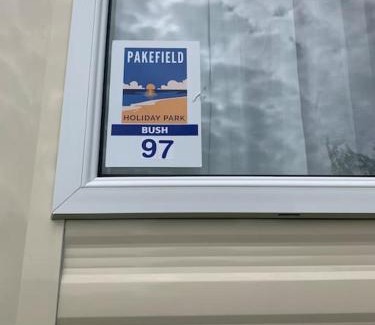 PAKEFIELD
HOLIDAY PARK
BUSH
97